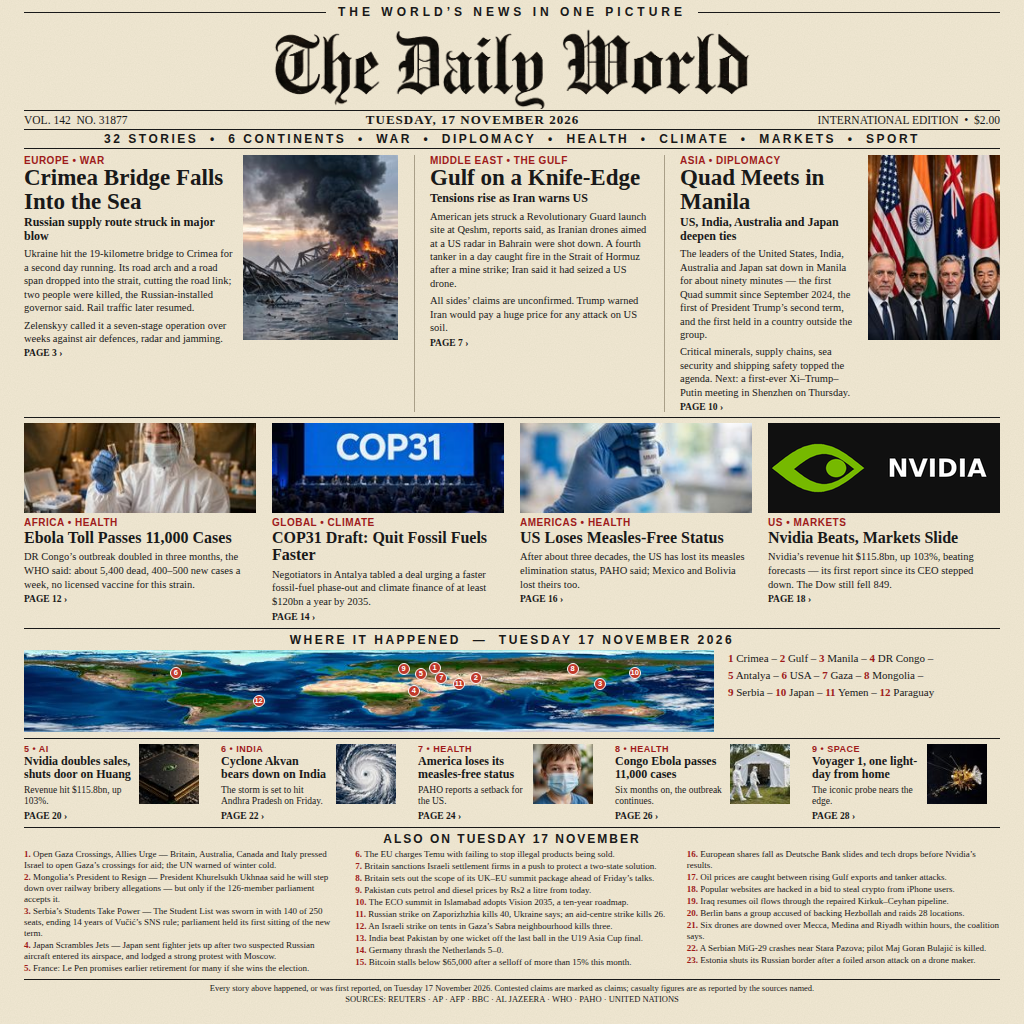 THE WORLD'S NEWS IN ONE PICTURE
The Daily World
VOL. 142 NO. 31877
TUESDAY, 17 NOVEMBER 2026
INTERNATIONAL EDITION • $2.00
32 STORIES • 6 CONTINENTS • WAR • DIPLOMACY • HEALTH • CLIMATE • MARKETS • SPORT
EUROPE • WAR
Crimea Bridge Falls
Into the Sea
Russian supply route struck in major
blow
Ukraine hit the 19-kilometre bridge to Crimea for
a second day running. Its road arch and a road
span dropped into the strait, cutting the road link;
two people were killed, the Russian-installed
governor said. Rail traffic later resumed.
Zelenskyy called it a seven-stage operation over
weeks against air defences, radar and jamming.
PAGE 3 ›
MIDDLE EAST • THE GULF
Gulf on a Knife-Edge
Tensions rise as Iran warns US
American jets struck a Revolutionary Guard launch
site at Qeshm, reports said, as Iranian drones aimed
at a US radar in Bahrain were shot down. A fourth
tanker in a day caught fire in the Strait of Hormuz
after a mine strike; Iran said it had seized a US
drone.
All sides' claims are unconfirmed. Trump warned
Iran would pay a huge price for any attack on US
soil.
PAGE 7 ›
ASIA • DIPLOMACY
Quad Meets in
Manila
US, India, Australia and Japan
deepen ties
The leaders of the United States, India,
Australia and Japan sat down in Manila
for about ninety minutes — the first
Quad summit since September 2024, the
first of President Trump's second term,
and the first held in a country outside the
group.
Critical minerals, supply chains, sea
security and shipping safety topped the
agenda. Next: a first-ever Xi–Trump–
Putin meeting in Shenzhen on Thursday.
PAGE 10 ›
AFRICA • HEALTH
Ebola Toll Passes 11,000 Cases
DR Congo's outbreak doubled in three months, the
WHO said: about 5,400 dead, 400–500 new cases a
week, no licensed vaccine for this strain.
PAGE 12 ›
COP31
GLOBAL • CLIMATE
COP31 Draft: Quit Fossil Fuels
Faster
Negotiators in Antalya tabled a deal urging a faster
fossil-fuel phase-out and climate finance of at least
$120bn a year by 2035.
PAGE 14 ›
AMERICAS • HEALTH
US Loses Measles-Free Status
After about three decades, the US has lost its measles
elimination status, PAHO said; Mexico and Bolivia
lost theirs too.
PAGE 16 ›
NVIDIA
US • MARKETS
Nvidia Beats, Markets Slide
Nvidia's revenue hit $115.8bn, up 103%, beating
forecasts — its first report since its CEO stepped
down. The Dow still fell 849.
PAGE 18 ›
WHERE IT HAPPENED — TUESDAY 17 NOVEMBER 2026
6
12
9
1
5
7
4
11
2
8
3
10
1 Crimea – 2 Gulf – 3 Manila – 4 DR Congo –
5 Antalya – 6 USA – 7 Gaza – 8 Mongolia –
9 Serbia – 10 Japan – 11 Yemen – 12 Paraguay
5 • AI
Nvidia doubles sales,
shuts door on Huang
Revenue hit $115.8bn, up
103%.
PAGE 20 ›
6 • INDIA
Cyclone Akvan
bears down on India
The storm is set to hit
Andhra Pradesh on Friday.
PAGE 22 ›
7 • HEALTH
America loses its
measles-free status
PAHO reports a setback for
the US.
PAGE 24 ›
8 • HEALTH
Congo Ebola passes
11,000 cases
Six months on, the outbreak
continues.
PAGE 26 ›
9 • SPACE
Voyager 1, one light-
day from home
The iconic probe nears the
edge.
PAGE 28 ›
ALSO ON TUESDAY 17 NOVEMBER
1. Open Gaza Crossings, Allies Urge — Britain, Australia, Canada and Italy pressed
Israel to open Gaza's crossings for aid; the UN warned of winter cold.
2. Mongolia's President to Resign — President Khurelsukh Ukhnaa said he will step
down over railway bribery allegations — but only if the 126-member parliament
accepts it.
3. Serbia's Students Take Power — The Student List was sworn in with 140 of 250
seats, ending 14 years of Vučić's SNS rule; parliament held its first sitting of the new
term.
4. Japan Scrambles Jets — Japan sent fighter jets up after two suspected Russian
aircraft entered its airspace, and lodged a strong protest with Moscow.
5. France: Le Pen promises earlier retirement for many if she wins the election.
6. The EU charges Temu with failing to stop illegal products being sold.
7. Britain sanctions Israeli settlement firms in a push to protect a two-state solution.
8. Britain sets out the scope of its UK–EU summit package ahead of Friday's talks.
9. Pakistan cuts petrol and diesel prices by Rs2 a litre from today.
10. The ECO summit in Islamabad adopts Vision 2035, a ten-year roadmap.
11. Russian strike on Zaporizhzhia kills 40, Ukraine says; an aid-centre strike kills 26.
12. An Israeli strike on tents in Gaza's Sabra neighbourhood kills three.
13. India beat Pakistan by one wicket off the last ball in the U19 Asia Cup final.
14. Germany thrash the Netherlands 5–0.
15. Bitcoin stalls below $65,000 after a selloff of more than 15% this month.
16. European shares fall as Deutsche Bank slides and tech drops before Nvidia's
results.
17. Oil prices are caught between rising Gulf exports and tanker attacks.
18. Popular websites are hacked in a bid to steal crypto from iPhone users.
19. Iraq resumes oil flows through the repaired Kirkuk–Ceyhan pipeline.
20. Berlin bans a group accused of backing Hezbollah and raids 28 locations.
21. Six drones are downed over Mecca, Medina and Riyadh within hours, the coalition
says.
22. A Serbian MiG-29 crashes near Stara Pazova; pilot Maj Goran Bulajić is killed.
23. Estonia shuts its Russian border after a foiled arson attack on a drone maker.
Every story above happened, or was first reported, on Tuesday 17 November 2026. Contested claims are marked as claims; casualty figures are as reported by the sources named.
SOURCES: REUTERS · AP · AFP · BBC · AL JAZEERA · WHO · PAHO · UNITED NATIONS